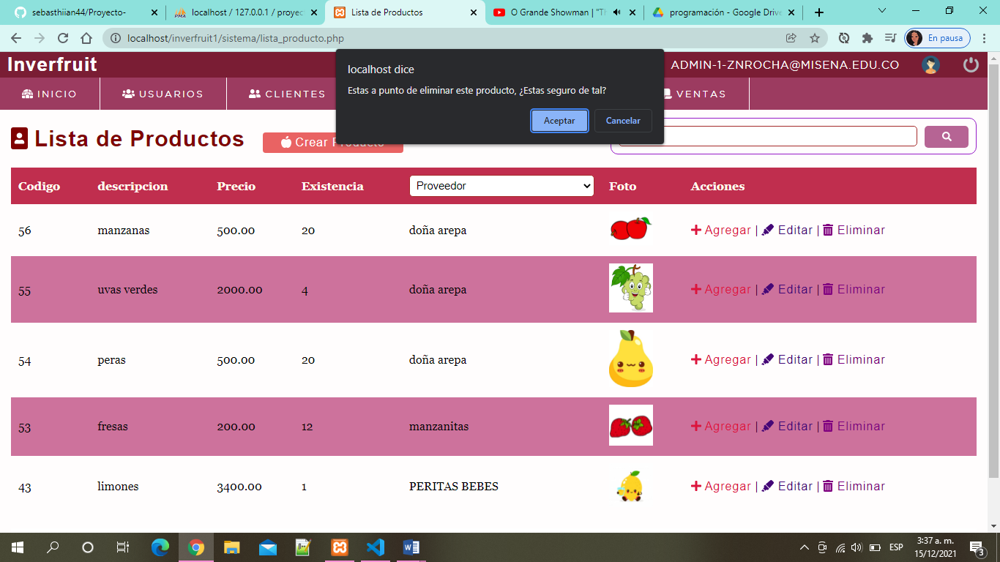 sebasthiian44/Proyecto-
localhost / 127.0.0.1 / proyec
Lista de Productos
O Grande Showman | "Th
programación - Google Drive
localhost/inverfruit1/sistema/lista_producto.php
En pausa
Inverfruit
ADMIN-1-ZNROCHA@MISENA.EDU.CO
INICIO
USUARIOS
CLIENTES
VENTAS
localhost dice
Estas a punto de eliminar este producto, ¿Estas seguro de tal?
Aceptar
Cancelar
Lista de Productos
Crear Producto
Codigo descripcion Precio Existencia Proveedor Foto Acciones
56 manzanas 500.00 20 doña arepa Agregar | Editar | Eliminar
55 uvas verdes 2000.00 4 doña arepa Agregar | Editar | Eliminar
54 peras 500.00 20 doña arepa Agregar | Editar | Eliminar
53 fresas 200.00 12 manzanitas Agregar | Editar | Eliminar
43 limones 3400.00 1 PERITAS BEBES Agregar | Editar | Eliminar
ESP
3:37 a. m.
15/12/2021
3